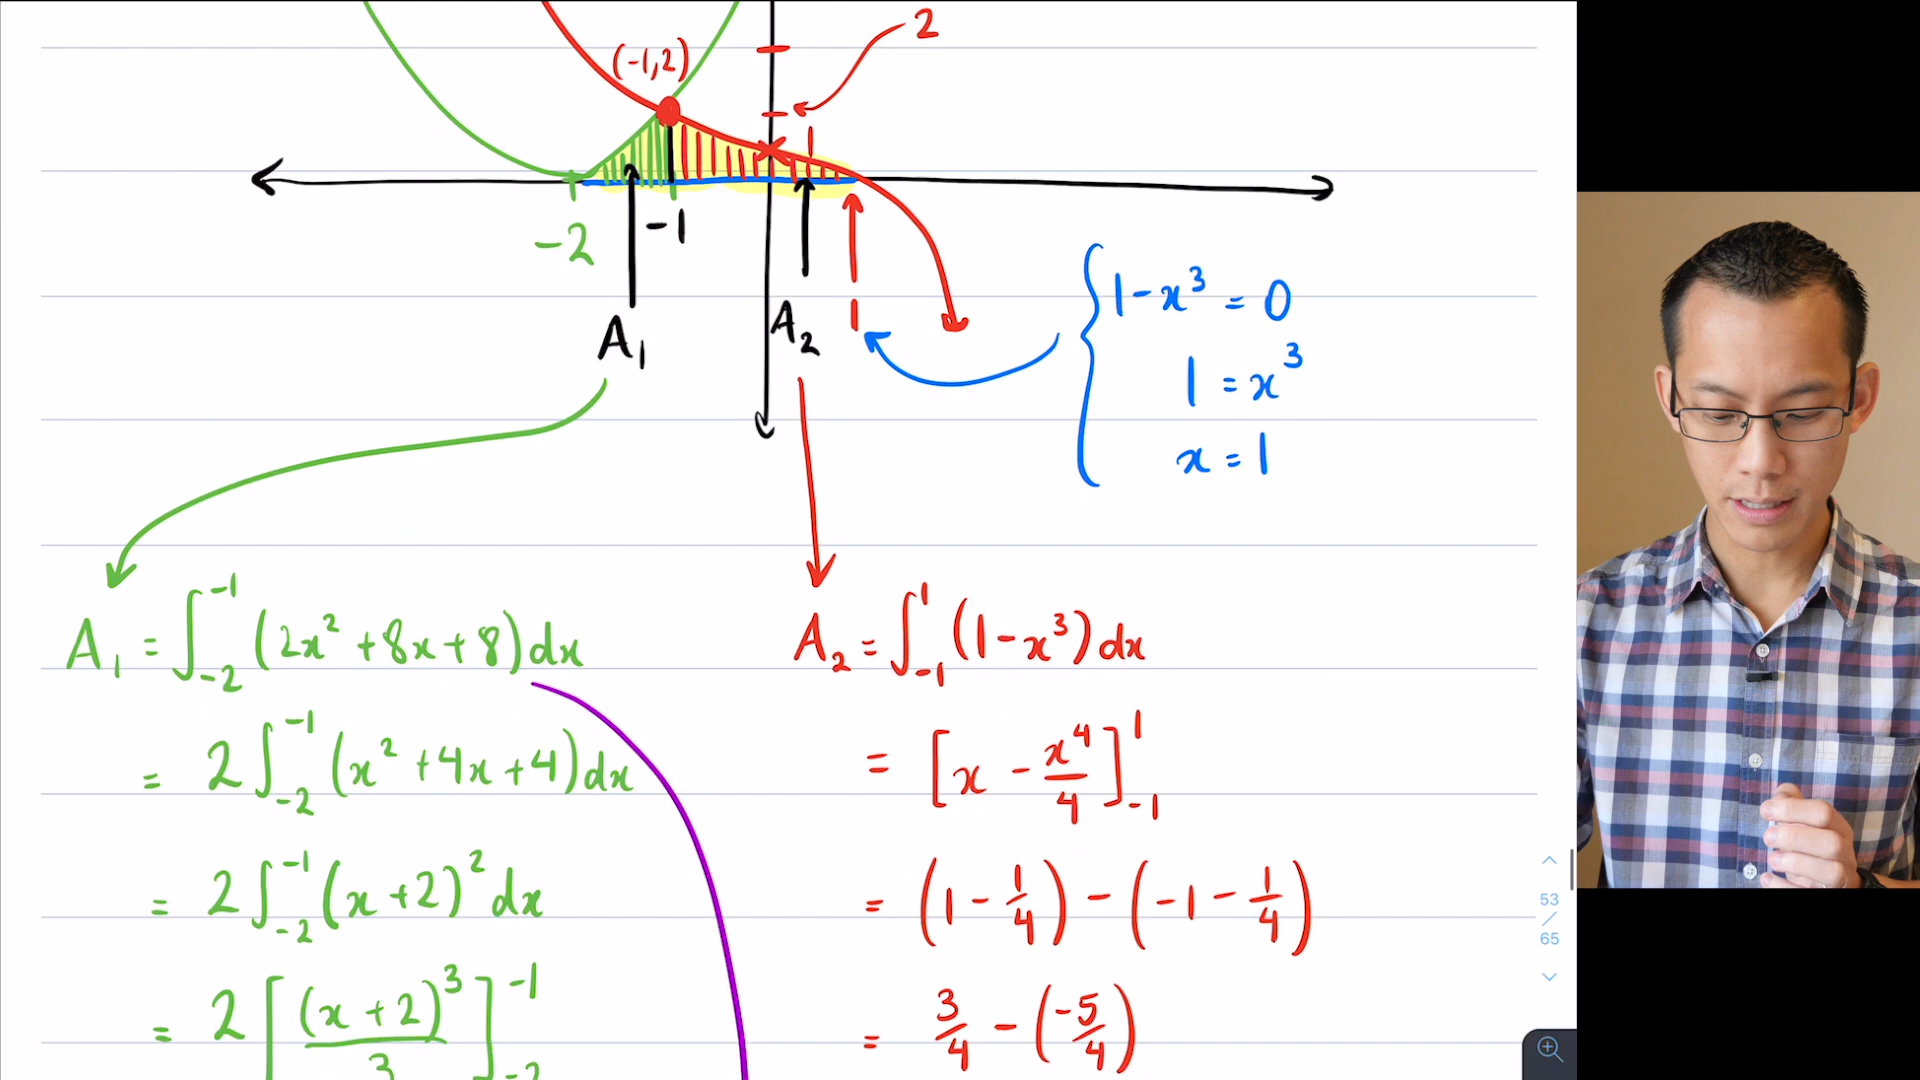 2
(-1,2)
1
-2
-1
A₁
A₂
1
1-x³ = 0
1 = x³
x = 1
A₁ = ∫₋₂⁻¹ (2x² +8x+8) dx
= 2∫₋₂⁻¹ (x² +4x+4) dx
= 2∫₋₂⁻¹ (x+2)² dx
= 2 [ (x+2)³ / 3 ]₋₂⁻¹
A₂ = ∫₋₁¹ (1-x³) dx
= [ x - x⁴/4 ]₋₁¹
= (1 - 1/4) - (-1 - 1/4)
= 3/4 - (-5/4)
53
/
65